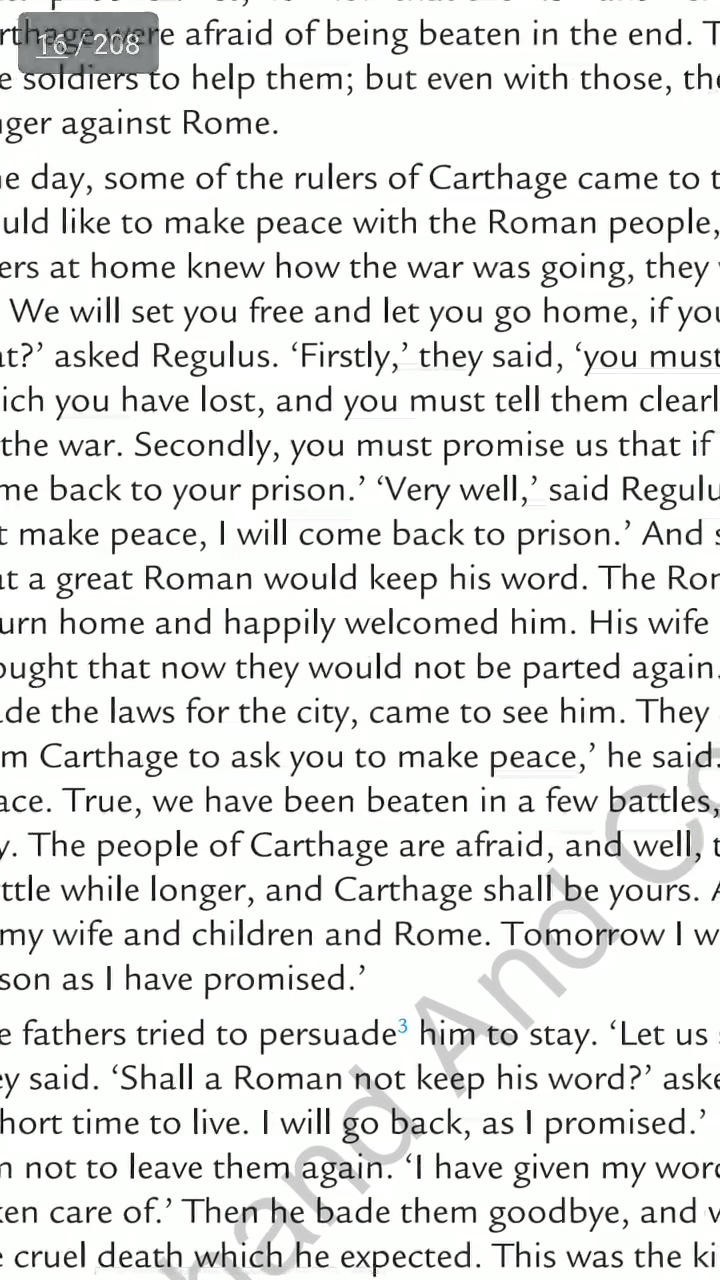 rthage were afraid of being beaten in the end. T
16 / 208
e soldiers to help them; but even with those, the
nger against Rome.
ne day, some of the rulers of Carthage came to t
uld like to make peace with the Roman people,
ers at home knew how the war was going, they
We will set you free and let you go home, if you
at?’ asked Regulus. ‘Firstly,’ they said, ‘you must
ich you have lost, and you must tell them clearl
the war. Secondly, you must promise us that if
me back to your prison.’ ‘Very well,’ said Regulu
t make peace, I will come back to prison.’ And s
at a great Roman would keep his word. The Ron
urn home and happily welcomed him. His wife
ought that now they would not be parted again.
de the laws for the city, came to see him. They
m Carthage to ask you to make peace,’ he said.
ace. True, we have been beaten in a few battles,
y. The people of Carthage are afraid, and well, t
ttle while longer, and Carthage shall be yours. A
my wife and children and Rome. Tomorrow I w
son as I have promised.’
e fathers tried to persuade³ him to stay. ‘Let us s
ey said. ‘Shall a Roman not keep his word?’ aske
hort time to live. I will go back, as I promised.’
n not to leave them again. ‘I have given my word
ken care of.’ Then he bade them goodbye, and w
e cruel death which he expected. This was the ki
hand And Co